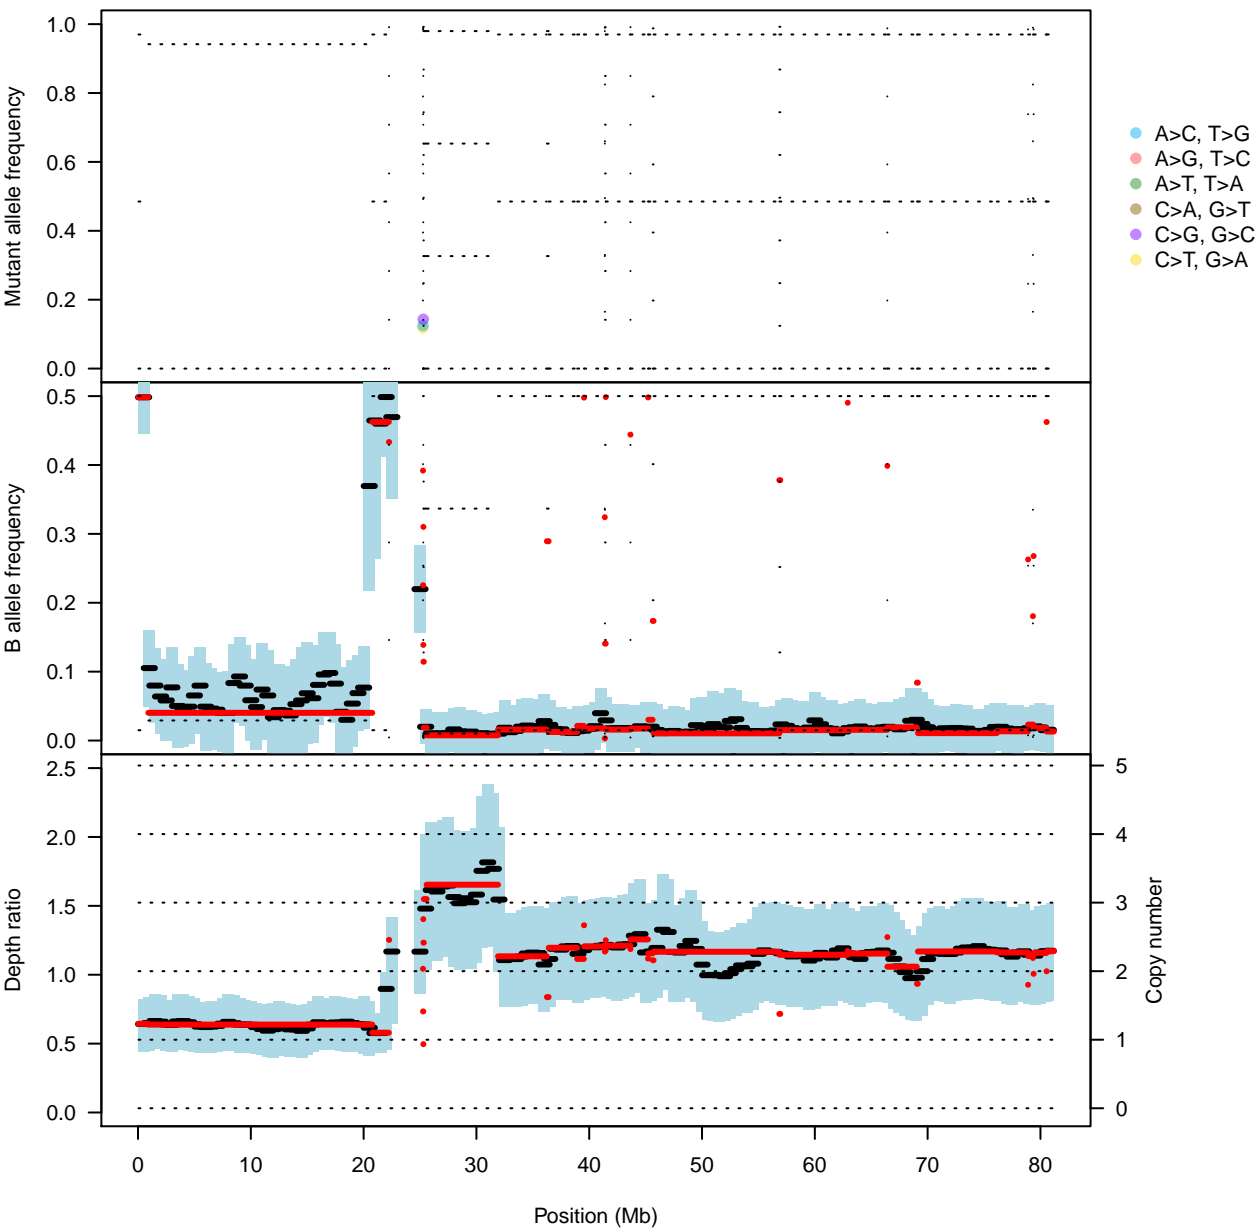 Mutant allele frequency
1.0
0.8
0.6
0.4
0.2
0.0
A>C, T>G
A>G, T>C
A>T, T>A
C>A, G>T
C>G, G>C
C>T, G>A
B allele frequency
0.5
0.4
0.3
0.2
0.1
0.0
Depth ratio
2.5
2.0
1.5
1.0
0.5
0.0
5
4
3
2
1
0
Copy number
0 10 20 30 40 50 60 70 80
Position (Mb)